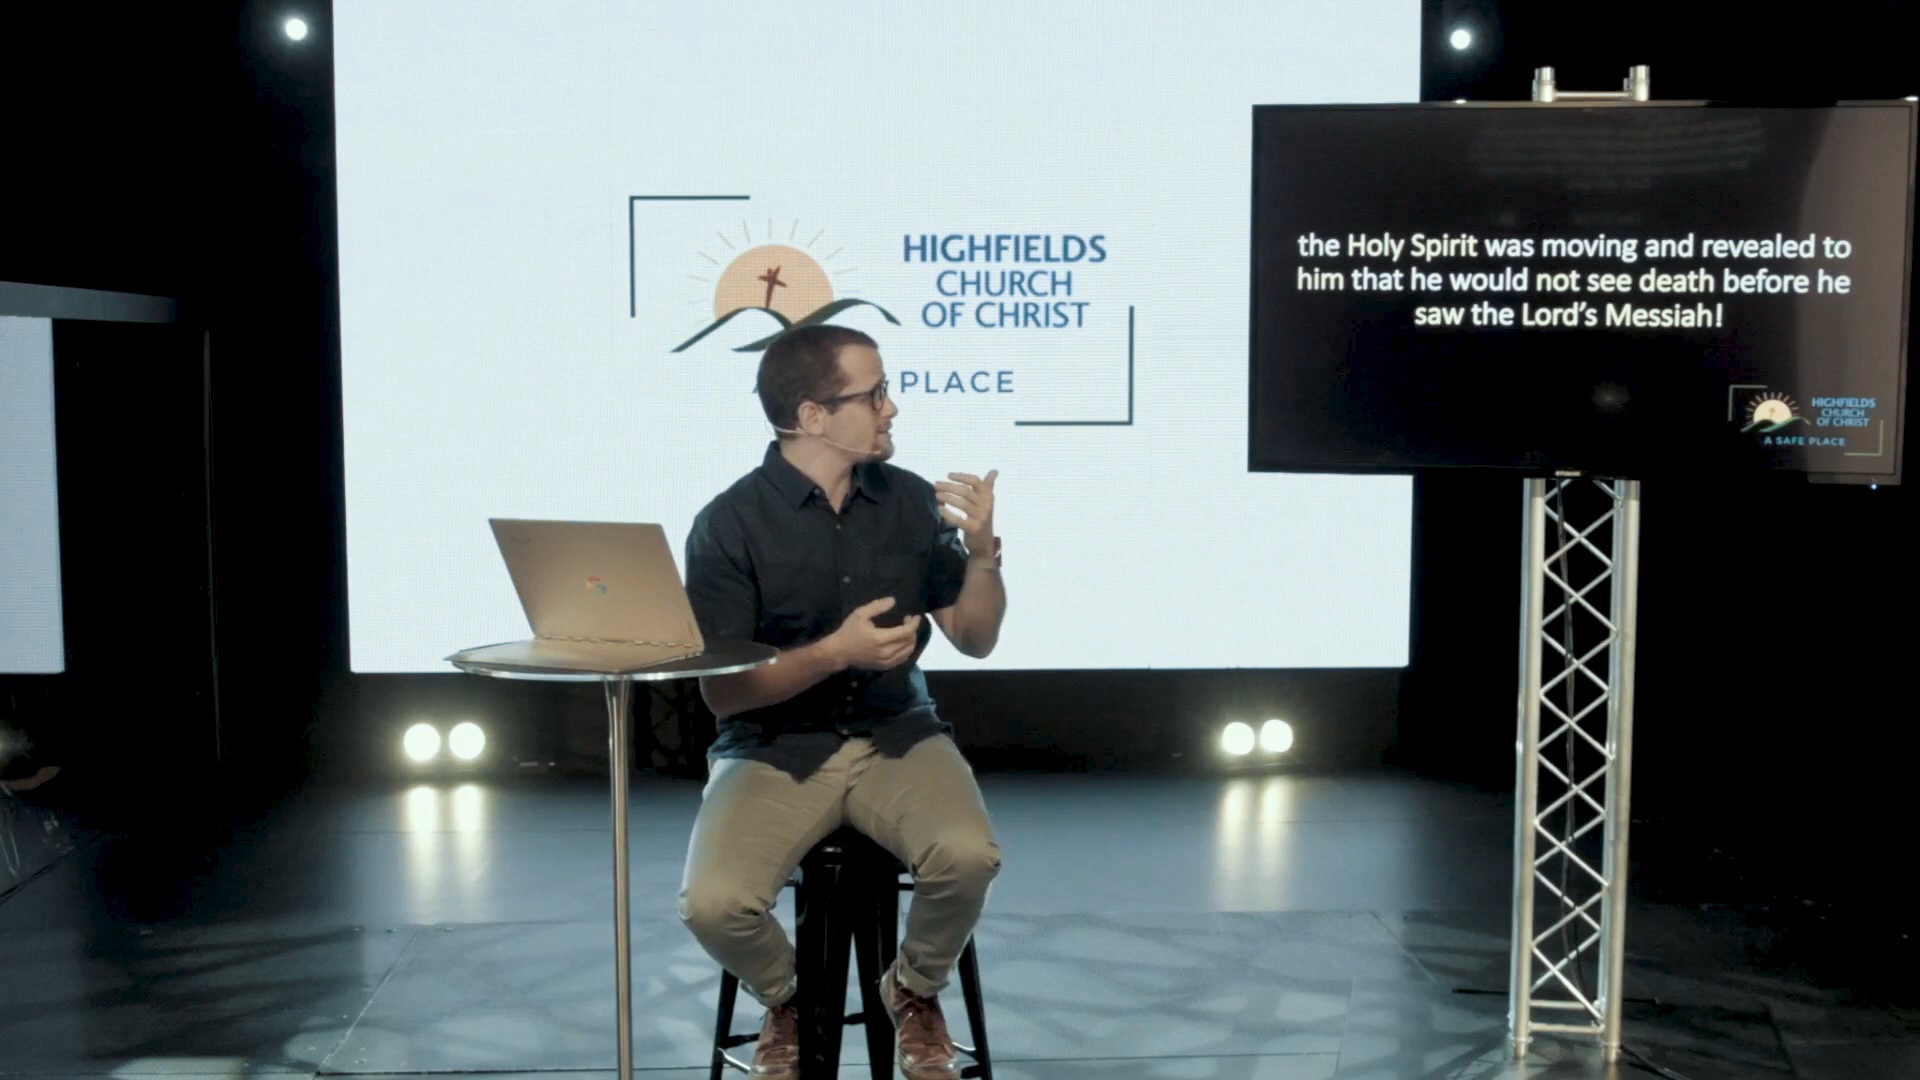 HIGHFIELDS
CHURCH
OF CHRIST
PLACE
the Holy Spirit was moving and revealed to
him that he would not see death before he
saw the Lord's Messiah!
HIGHFIELDS
CHURCH
OF CHRIST
A SAFE PLACE